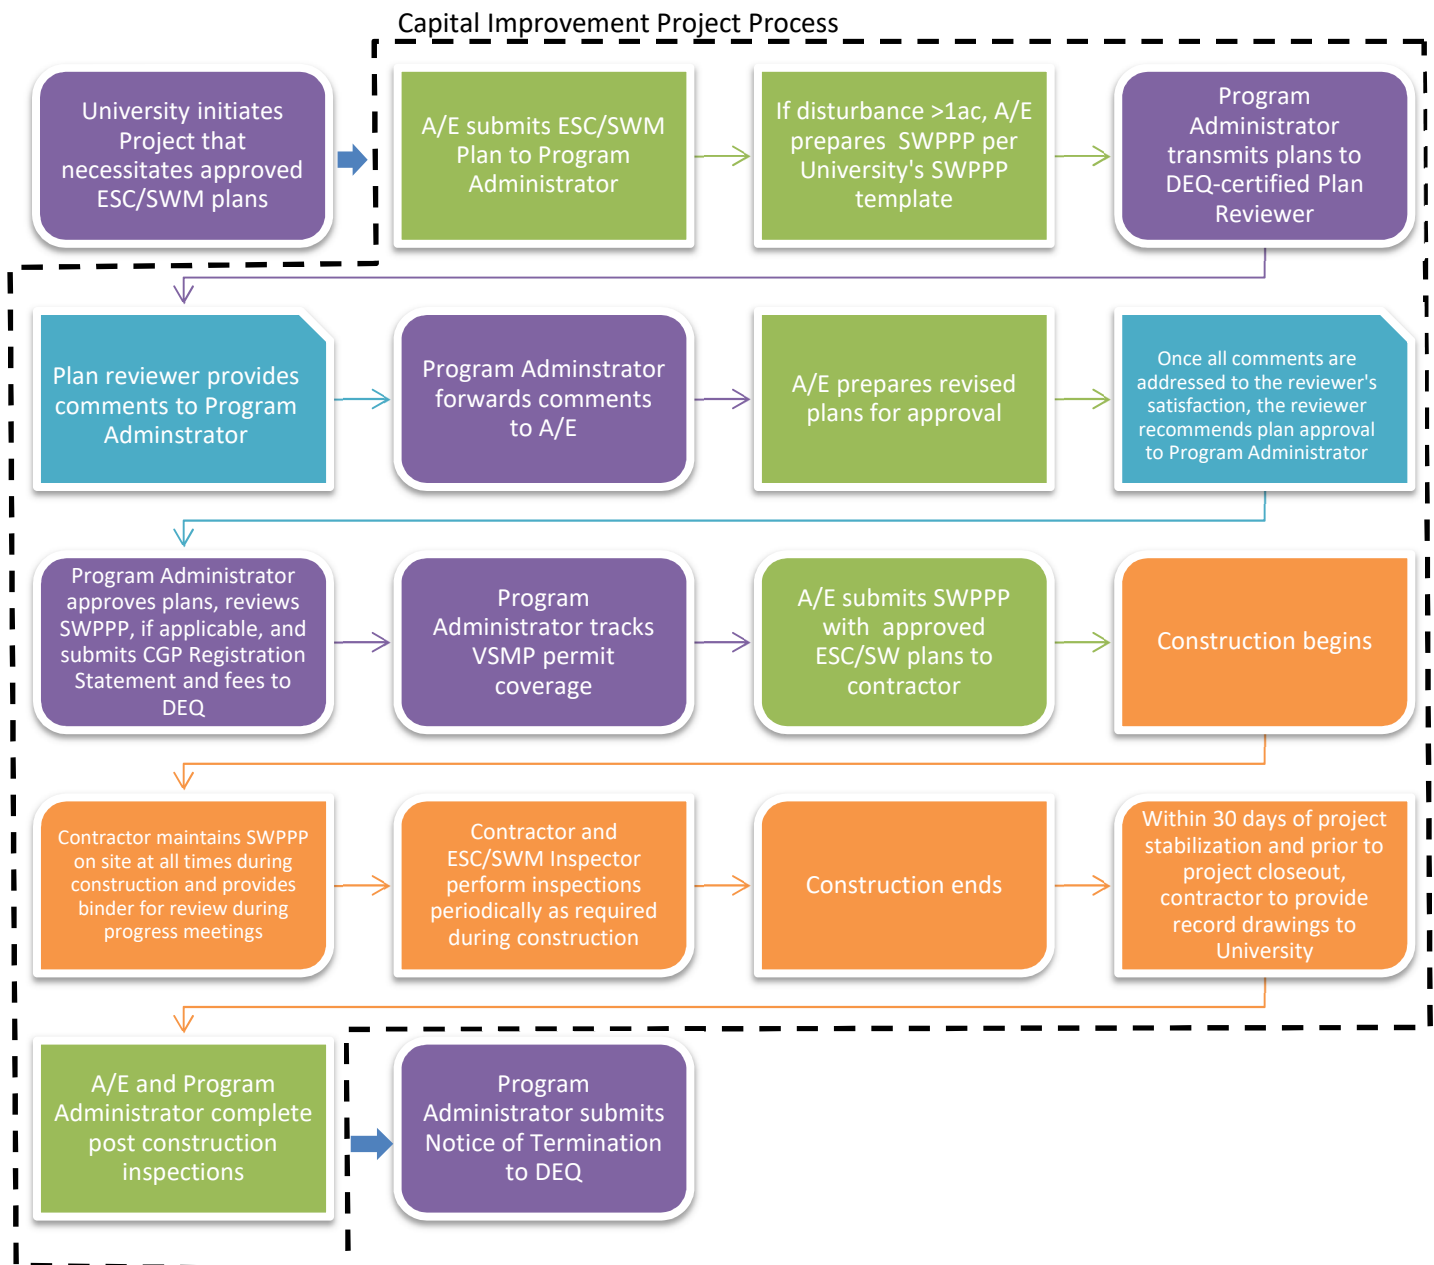 Capital Improvement Project Process
University initiates
Project that
necessitates approved
ESC/SWM plans
A/E submits ESC/SWM
Plan to Program
Administrator
If disturbance >1ac, A/E
prepares SWPPP per
University's SWPPP
template
Program
Administrator
transmits plans to
DEQ-certified Plan
Reviewer
Plan reviewer provides
comments to Program
Adminstrator
Program Adminstrator
forwards comments
to A/E
A/E prepares revised
plans for approval
Once all comments are
addressed to the reviewer's
satisfaction, the reviewer
recommends plan approval
to Program Administrator
Program Administrator
approves plans, reviews
SWPPP, if applicable, and
submits CGP Registration
Statement and fees to
DEQ
Program
Administrator tracks
VSMP permit
coverage
A/E submits SWPPP
with approved
ESC/SW plans to
contractor
Construction begins
Contractor maintains SWPPP
on site at all times during
construction and provides
binder for review during
progress meetings
Contractor and
ESC/SWM Inspector
perform inspections
periodically as required
during construction
Construction ends
Within 30 days of project
stabilization and prior to
project closeout,
contractor to provide
record drawings to
University
A/E and Program
Administrator complete
post construction
inspections
Program
Administrator submits
Notice of Termination
to DEQ